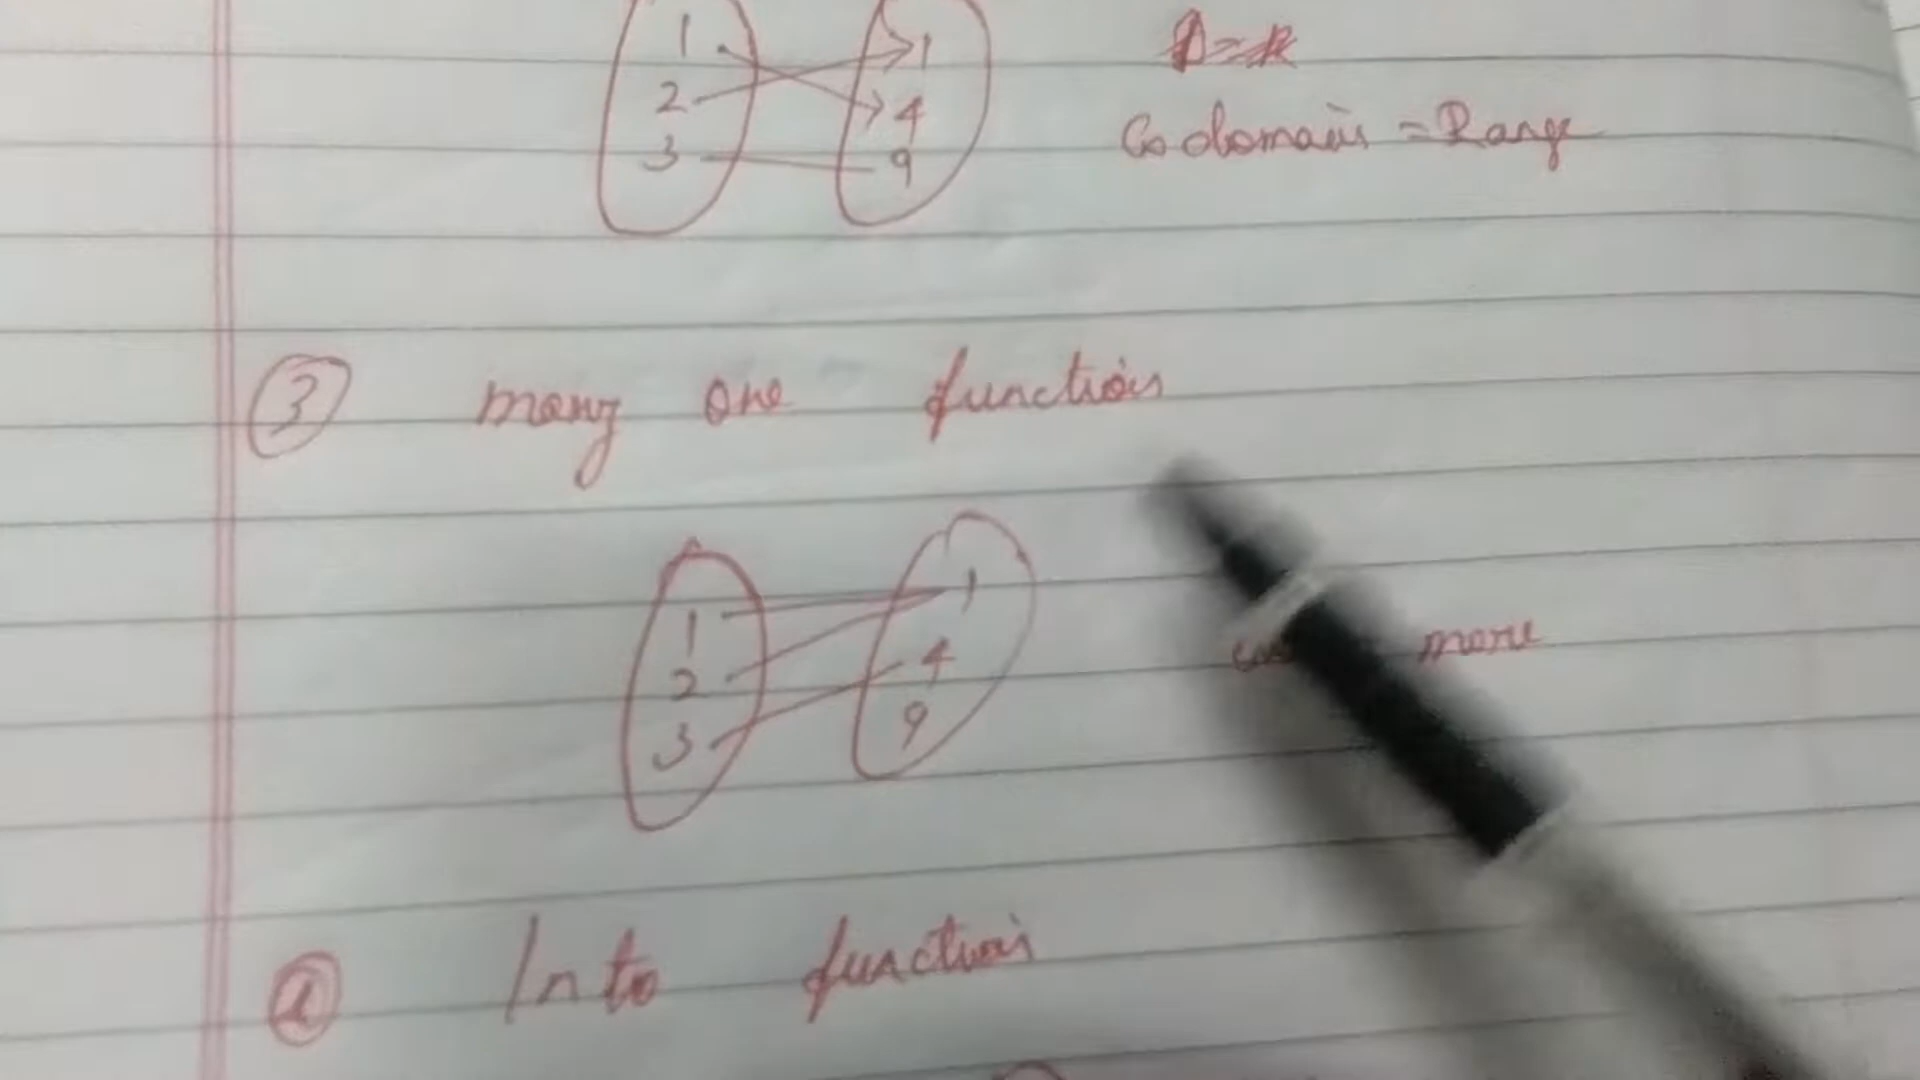 1 1
D=R
2 4
Codomain = Range
3 9
3 many one function
1 1
2 4
more
3 9
Into function